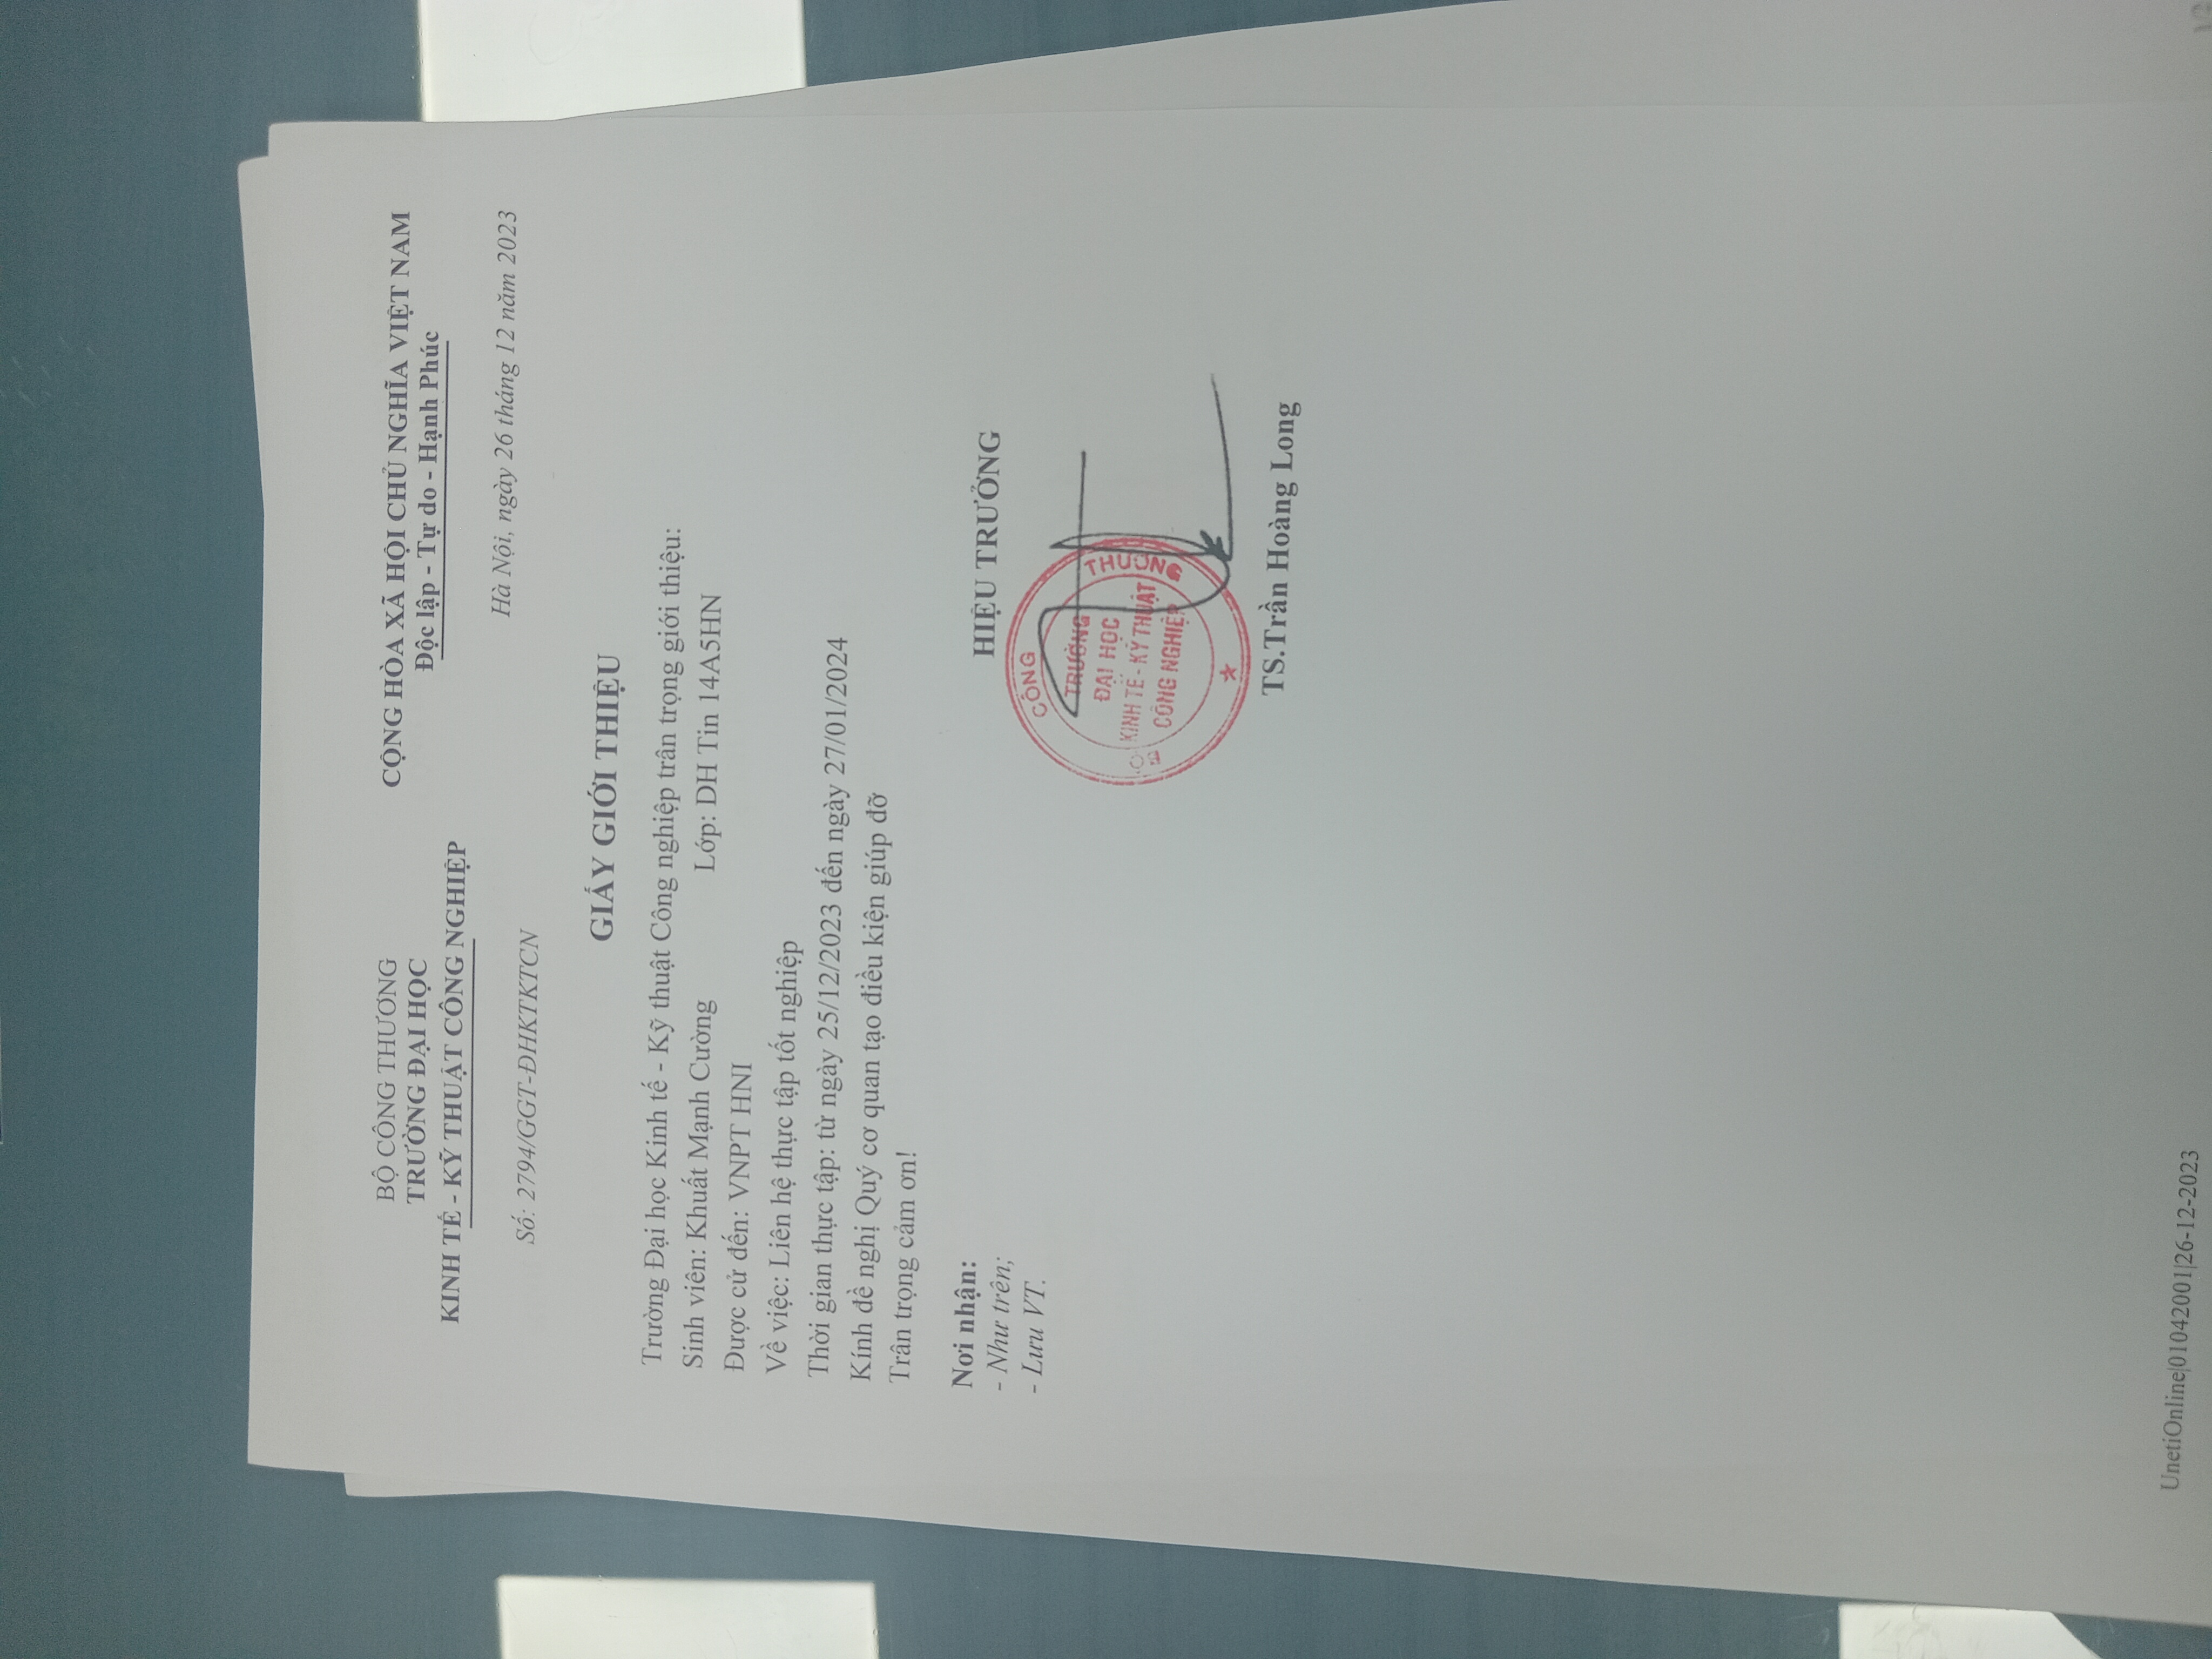 BỘ CÔNG THƯƠNG
TRƯỜNG ĐẠI HỌC
KINH TẾ - KỸ THUẬT CÔNG NGHIỆP
CỘNG HÒA XÃ HỘI CHỦ NGHĨA VIỆT NAM
Độc lập - Tự do - Hạnh Phúc
Số: 2794/GGT-ĐHKTKTCN
Hà Nội, ngày 26 tháng 12 năm 2023
GIẤY GIỚI THIỆU
Trường Đại học Kinh tế - Kỹ thuật Công nghiệp trân trọng giới thiệu:
Sinh viên: Khuất Mạnh Cường Lớp: DH Tin 14A5HN
Được cử đến: VNPT HNI
Về việc: Liên hệ thực tập tốt nghiệp
Thời gian thực tập: từ ngày 25/12/2023 đến ngày 27/01/2024
Kính đề nghị Quý cơ quan tạo điều kiện giúp đỡ
Trân trọng cảm ơn!
Nơi nhận:
- Như trên;
- Lưu VT.
HIỆU TRƯỞNG
BỘ CÔNG THƯƠNG
TRƯỜNG
ĐẠI HỌC
KINH TẾ - KỸ THUẬT
CÔNG NGHIỆP
TS.Trần Hoàng Long
UnetiOnline|01042001|26-12-2023